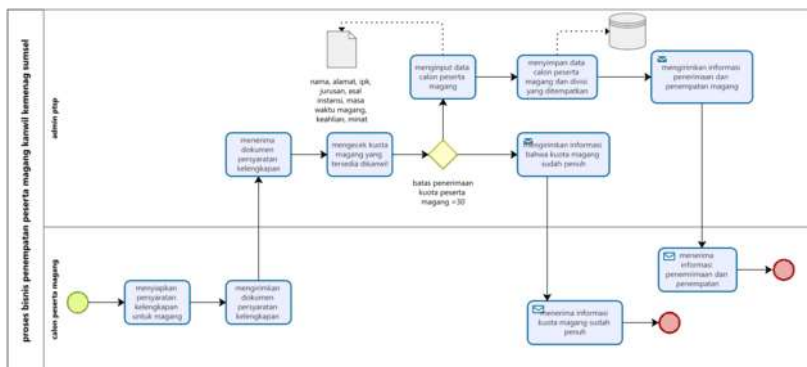 proses bisnis penempatan peserta magang kanwil kemenag sumsel
admin ptsp
nama, alamat, ipk,
jurusan, asal
instansi, masa
waktu magang,
keahlian, minat
menginput data
calon peserta
magang
menyimpan data
calon peserta
magang dan divisi
yang ditempatkan
mengirimkan informasi
penerimaan dan
penempatan magang
menerima
dokumen
persyaratan
kelengkapan
mengecek kuota
magang yang
tersedia dikanwil
batas penerimaan
kuota peserta
magang =30
mengirimkan informasi
bahwa kuota magang
sudah penuh
calon peserta magang
menyiapkan
persyaratan
kelengkapan
untuk magang
mengirimkan
dokumen
persyaratan
kelengkapan
menerima informasi
kuota magang sudah
penuh
menerima
informasi
dan
penempatan